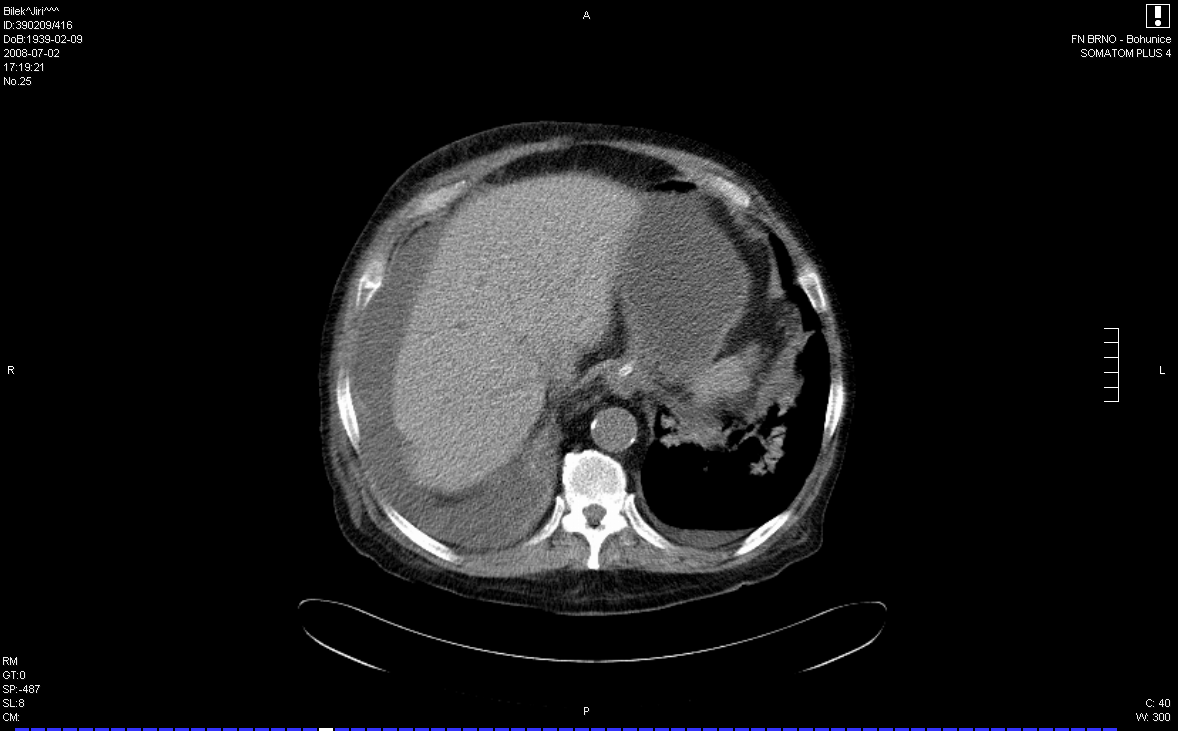 Bilek^Jiri^^^
ID:390209/416
DoB:1939-02-09
2008-07-02
17:19:21
No.25
A
FN BRNO - Bohunice
SOMATOM PLUS 4
R
L
RM
GT:0
SP:-487
SL:8
CM:
P
C: 40
W: 300